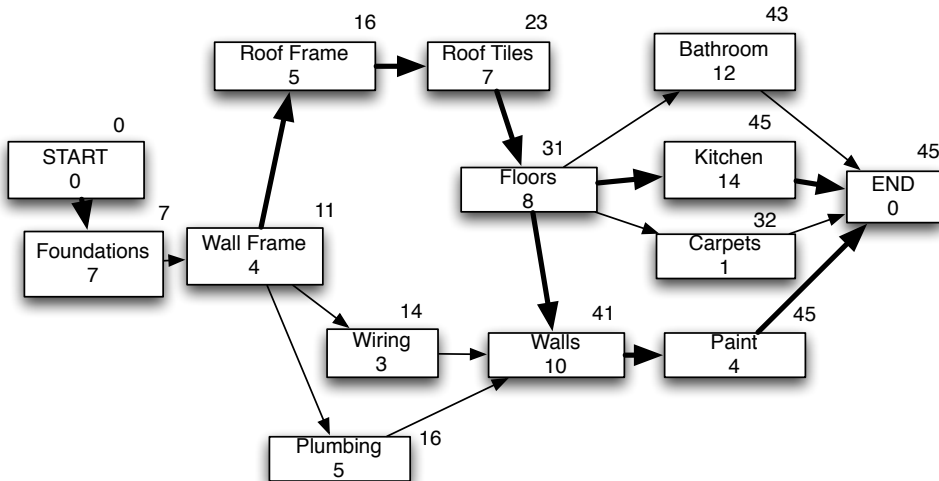 0
START
0
7
Foundations
7
11
Wall Frame
4
16
Roof Frame
5
23
Roof Tiles
7
14
Wiring
3
16
Plumbing
5
31
Floors
8
41
Walls
10
43
Bathroom
12
45
Kitchen
14
32
Carpets
1
45
Paint
4
45
END
0